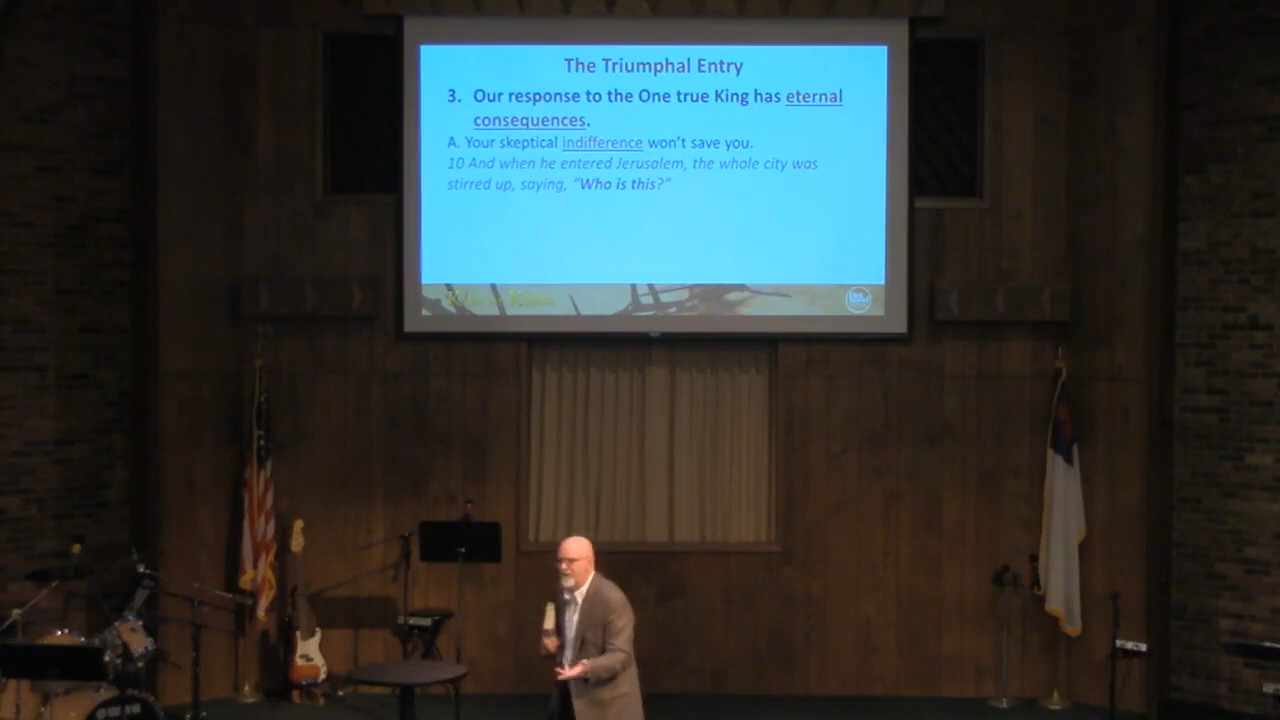 The Triumphal Entry
3. Our response to the One true King has eternal
consequences.
A. Your skeptical indifference won't save you.
10 And when he entered Jerusalem, the whole city was
stirred up, saying, "Who is this?"